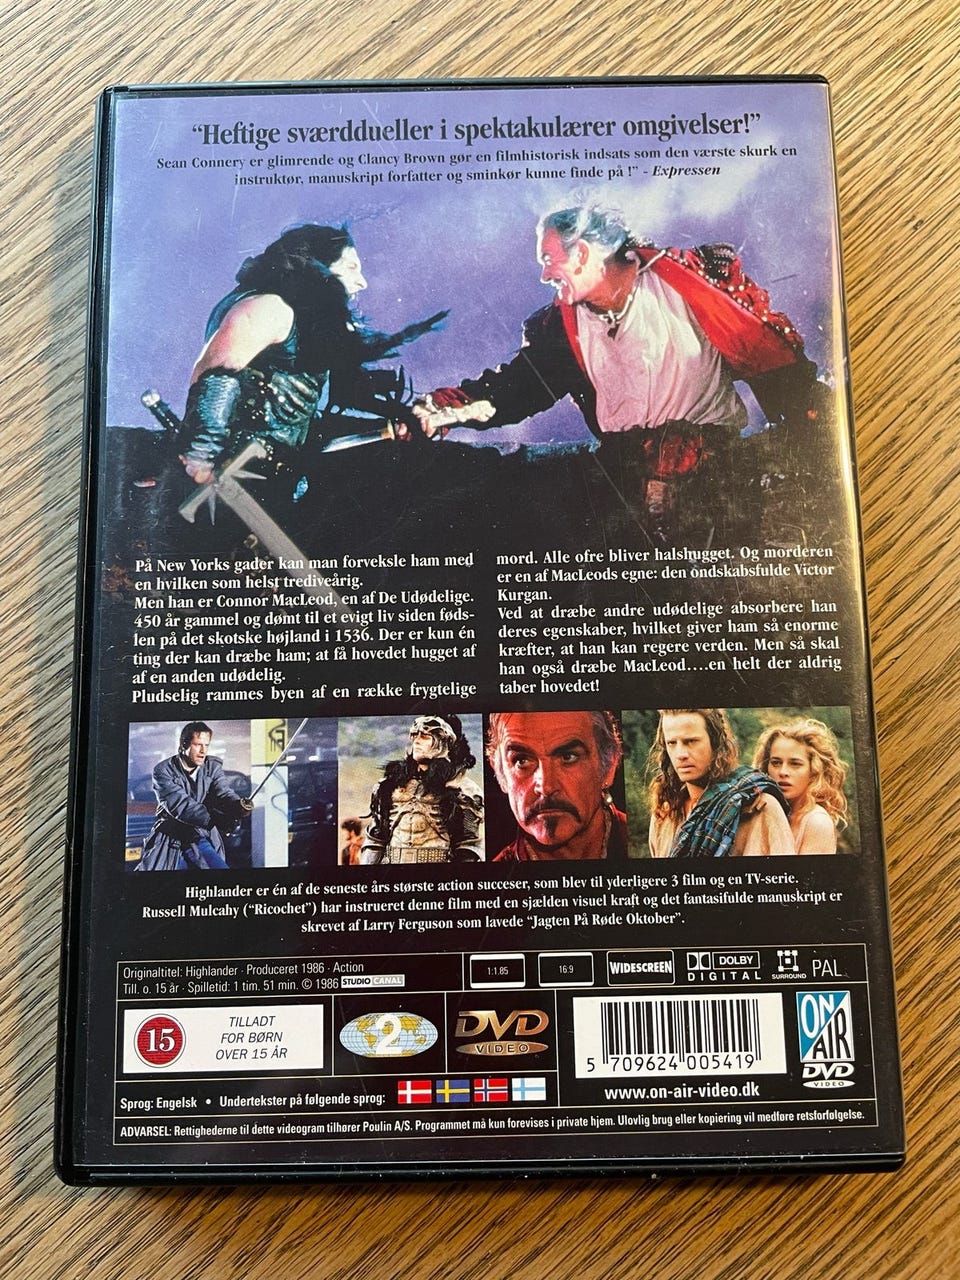 “Heftige sværddueller i spektakulærer omgivelser!”
Sean Connery er glimrende og Clancy Brown gør en filmhistorisk indsats som den værste skurk en
instruktør, manuskript forfatter og sminkør kunne finde på !” - Expressen
På New Yorks gader kan man forveksle ham med
en hvilken som helst trediveårig.
Men han er Connor MacLeod, en af De Udødelige.
450 år gammel og dømt til et evigt liv siden føds-
len på det skotske højland i 1536. Der er kun én
ting der kan dræbe ham; at få hovedet hugget af
af en anden udødelig.
Pludselig rammes byen af en række frygtelige
mord. Alle ofre bliver halshugget. Og morderen
er en af MacLeods egne: den ondskabsfulde Victor
Kurgan.
Ved at dræbe andre udødelige absorbere han
deres egenskaber, hvilket giver ham så enorme
kræfter, at han kan regere verden. Men så skal
han også dræbe MacLeod....en helt der aldrig
taber hovedet!
Highlander er én af de seneste års største action succeser, som blev til yderligere 3 film og en TV-serie.
Russell Mulcahy (“Ricochet”) har instrueret denne film med en sjælden visuel kraft og det fantasifulde manuskript er
skrevet af Larry Ferguson som lavede “Jagten På Røde Oktober”.
Originaltitel: Highlander · Produceret 1986 · Action
Till. o. 15 år · Spilletid: 1 tim. 51 min. © 1986 STUDIO CANAL
1:1.85
16:9
WIDESCREEN
DOLBY
DIGITAL
SURROUND
PAL
15
TILLADT
FOR BØRN
OVER 15 ÅR
2
DVD
VIDEO
5 709624 005419
www.on-air-video.dk
ON
AIR
DVD
VIDEO
Sprog: Engelsk • Undertekster på følgende sprog:
ADVARSEL: Rettighederne til dette videogram tilhører Poulin A/S. Programmet må kun forevises i private hjem. Ulovlig brug eller kopiering vil medføre retsforfølgelse.